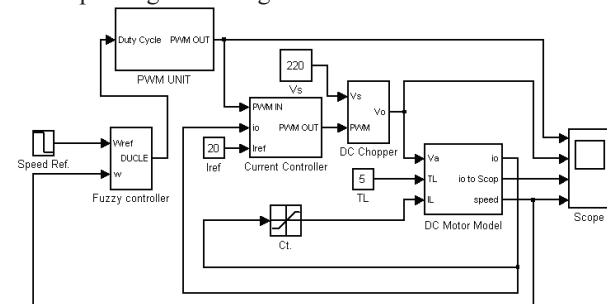 Duty Cycle PWM OUT
PWM UNIT
220
Vs
PWM IN
io
Iref
PWM OUT
Current Controller
Vs
Vo
PWM
DC Chopper
Speed Ref.
Wref
DUCLE
w
Fuzzy controller
20
Iref
5
TL
Va
TL
IL
io
io to Scop
speed
DC Motor Model
Scope
Ct.